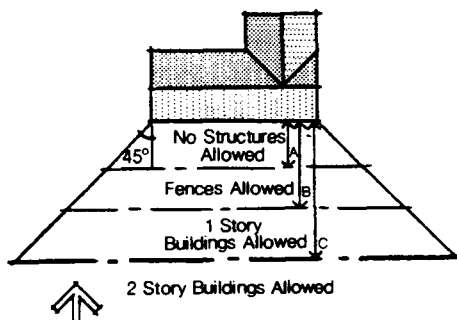 No Structures
Allowed
A
45°
Fences Allowed
B
1 Story
Buildings Allowed
C
2 Story Buildings Allowed